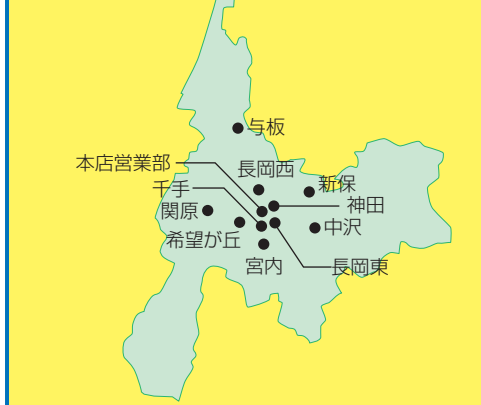 与板
本店営業部
長岡西
千手
新保
関原
神田
希望が丘
中沢
宮内
長岡東